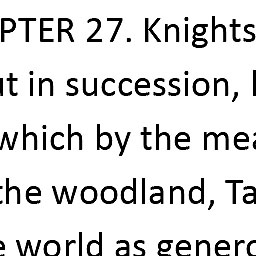 PTER 27. Knights
ut in succession,
which by the mea
the woodland, Ta
e world as genero